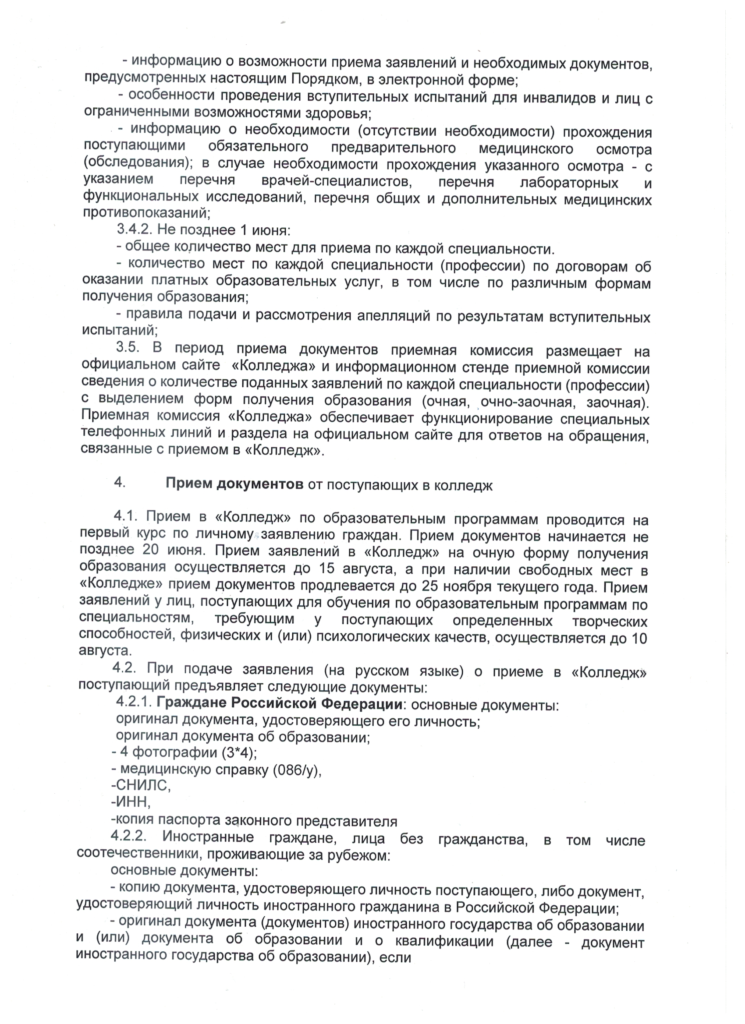 - информацию о возможности приема заявлений и необходимых документов,
предусмотренных настоящим Порядком, в электронной форме;
- особенности проведения вступительных испытаний для инвалидов и лиц с
ограниченными возможностями здоровья;
- информацию о необходимости (отсутствии необходимости) прохождения
поступающими обязательного предварительного медицинского осмотра
(обследования); в случае необходимости прохождения указанного осмотра - с
указанием перечня врачей-специалистов, перечня лабораторных и
функциональных исследований, перечня общих и дополнительных медицинских
противопоказаний;
3.4.2. Не позднее 1 июня:
- общее количество мест для приема по каждой специальности.
- количество мест по каждой специальности (профессии) по договорам об
оказании платных образовательных услуг, в том числе по различным формам
получения образования;
- правила подачи и рассмотрения апелляций по результатам вступительных
испытаний;
3.5. В период приема документов приемная комиссия размещает на
официальном сайте «Колледжа» и информационном стенде приемной комиссии
сведения о количестве поданных заявлений по каждой специальности (профессии)
с выделением форм получения образования (очная, очно-заочная, заочная).
Приемная комиссия «Колледжа» обеспечивает функционирование специальных
телефонных линий и раздела на официальном сайте для ответов на обращения,
связанные с приемом в «Колледж».
4. Прием документов от поступающих в колледж
4.1. Прием в «Колледж» по образовательным программам проводится на
первый курс по личному заявлению граждан. Прием документов начинается не
позднее 20 июня. Прием заявлений в «Колледж» на очную форму получения
образования осуществляется до 15 августа, а при наличии свободных мест в
«Колледже» прием документов продлевается до 25 ноября текущего года. Прием
заявлений у лиц, поступающих для обучения по образовательным программам по
специальностям, требующим у поступающих определенных творческих
способностей, физических и (или) психологических качеств, осуществляется до 10
августа.
4.2. При подаче заявления (на русском языке) о приеме в «Колледж»
поступающий предъявляет следующие документы:
4.2.1. Граждане Российской Федерации: основные документы:
оригинал документа, удостоверяющего его личность;
оригинал документа об образовании;
- 4 фотографии (3*4);
- медицинскую справку (086/у),
-СНИЛС,
-ИНН,
-копия паспорта законного представителя
4.2.2. Иностранные граждане, лица без гражданства, в том числе
соотечественники, проживающие за рубежом:
основные документы:
- копию документа, удостоверяющего личность поступающего, либо документ,
удостоверяющий личность иностранного гражданина в Российской Федерации;
- оригинал документа (документов) иностранного государства об образовании
и (или) документа об образовании и о квалификации (далее - документ
иностранного государства об образовании), если